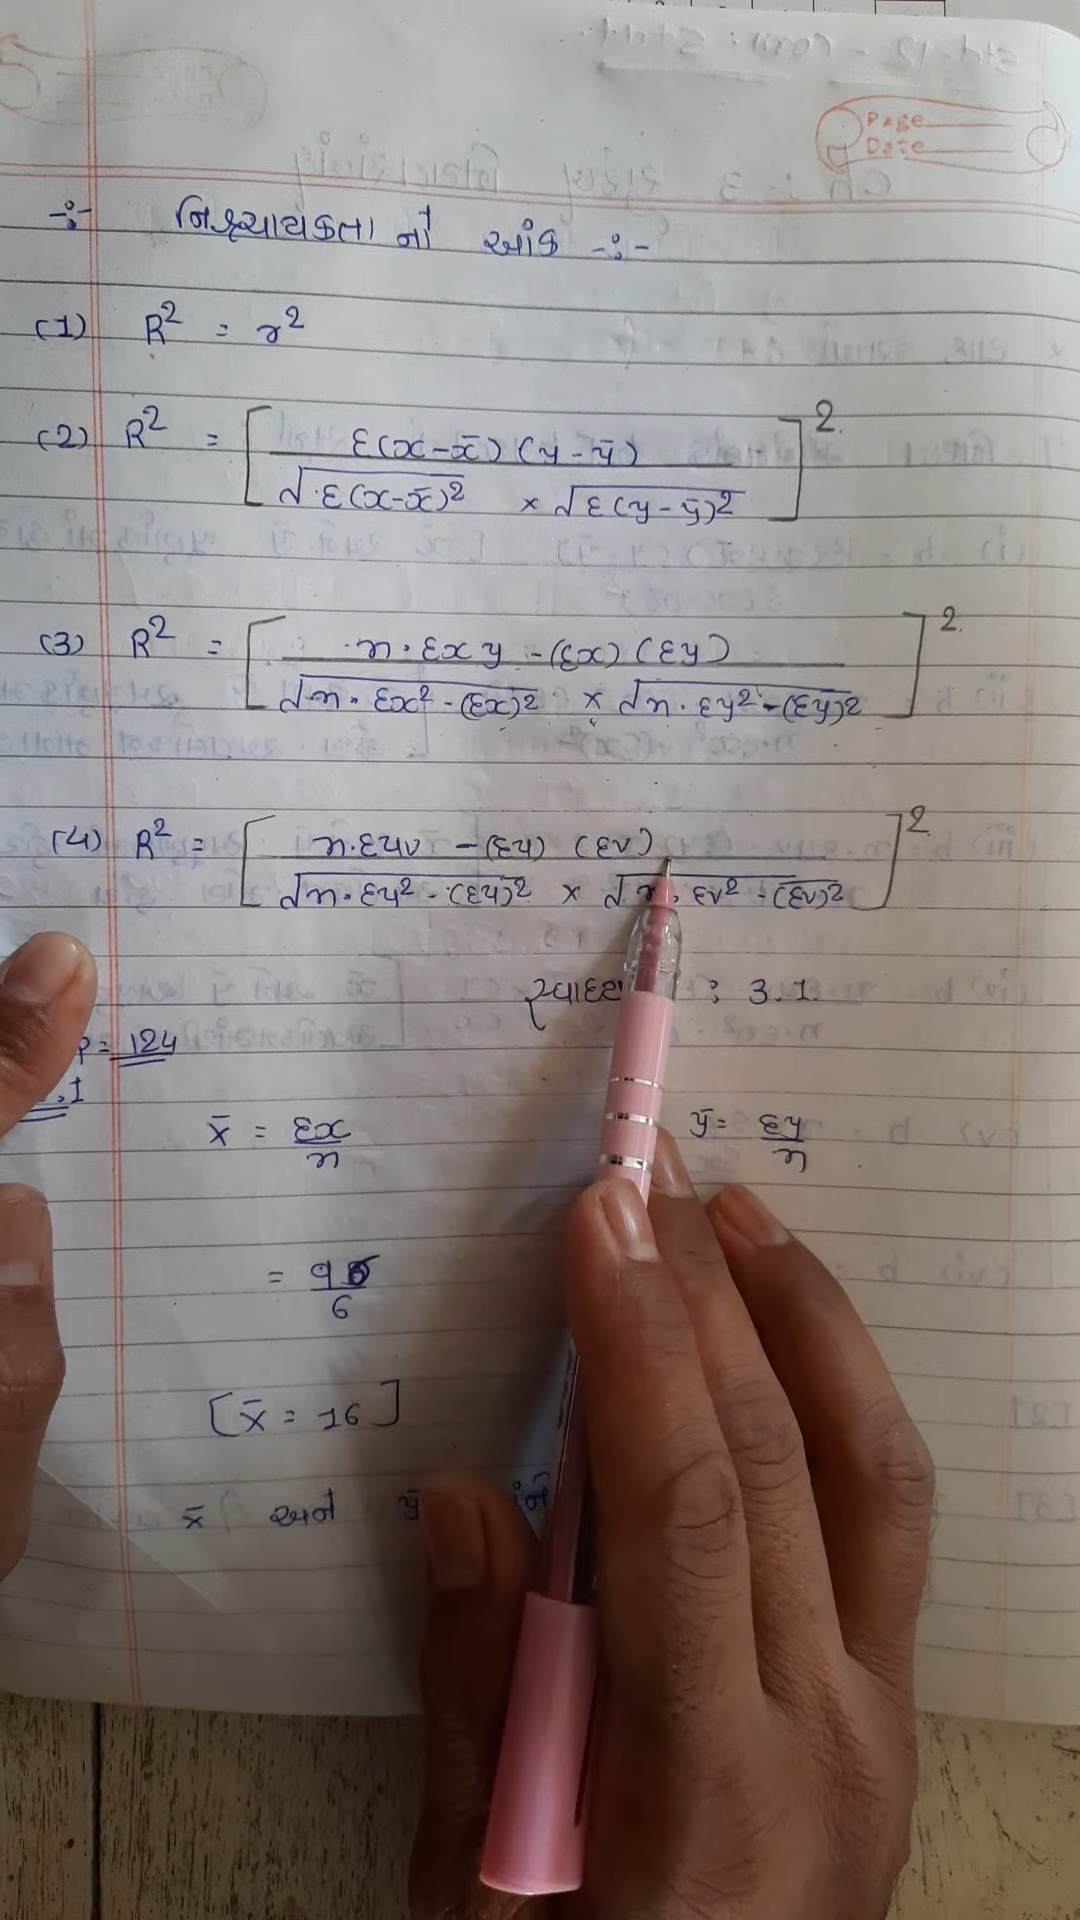 Page
Date
-:- નિશ્ચાયકતા નો આંક -:-
(1) R² = r²
(2) R² = [ Σ(x-x̄) (y-ȳ) / √Σ(x-x̄)² × √Σ(y-ȳ)² ]².
(3) R² = [ n·Σxy - (Σx) (Σy) / √n·Σx² - (Σx)² × √n·Σy² - (Σy)² ]².
(4) R² = [ n·Σuv - (Σu) (Σv) / √n·Σu² - (Σu)² × √n·Σv² - (Σv)² ]²
: 3.1
P = 124
.1
x̄ = Σx / n ȳ = Σy / n
= 96 / 6
[x̄ = 16]
x̄ અને ȳ